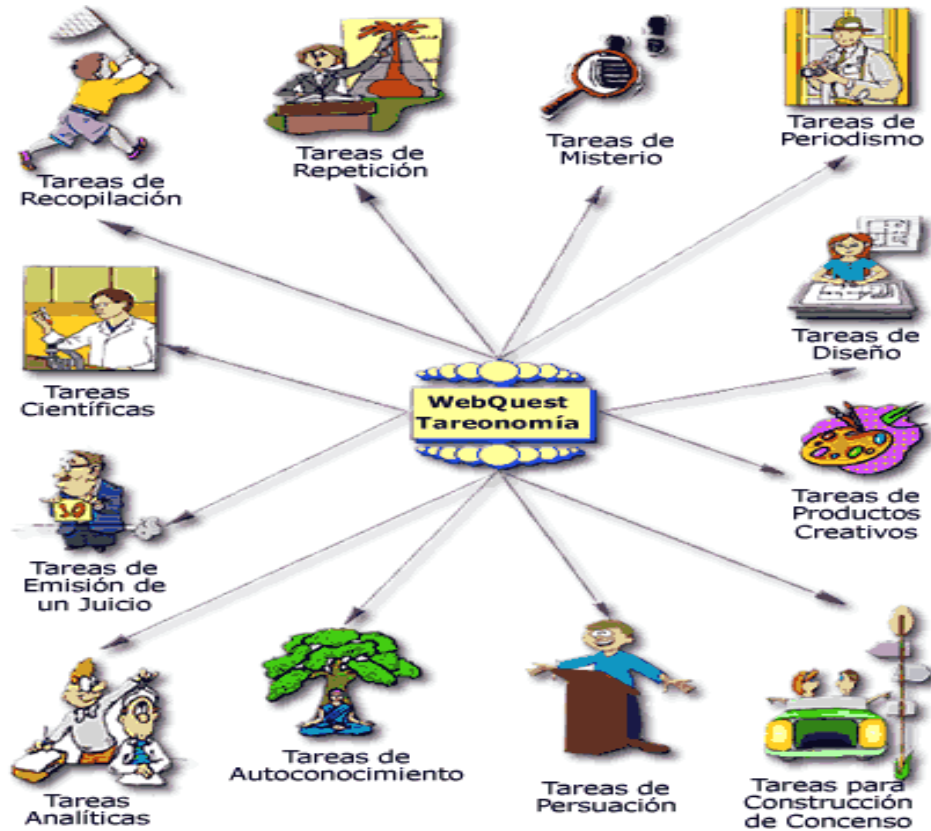 Tareas de
Recopilación
Tareas de
Repetición
Tareas de
Misterio
Tareas de
Periodismo
Tareas
Científicas
WebQuest
Tareonomía
Tareas de
Diseño
Tareas de
Productos
Creativos
10
Tareas de
Emisión de
un Juicio
Tareas
Analíticas
Tareas de
Autoconocimiento
Tareas de
Persuación
Tareas para
Construcción
de Concenso